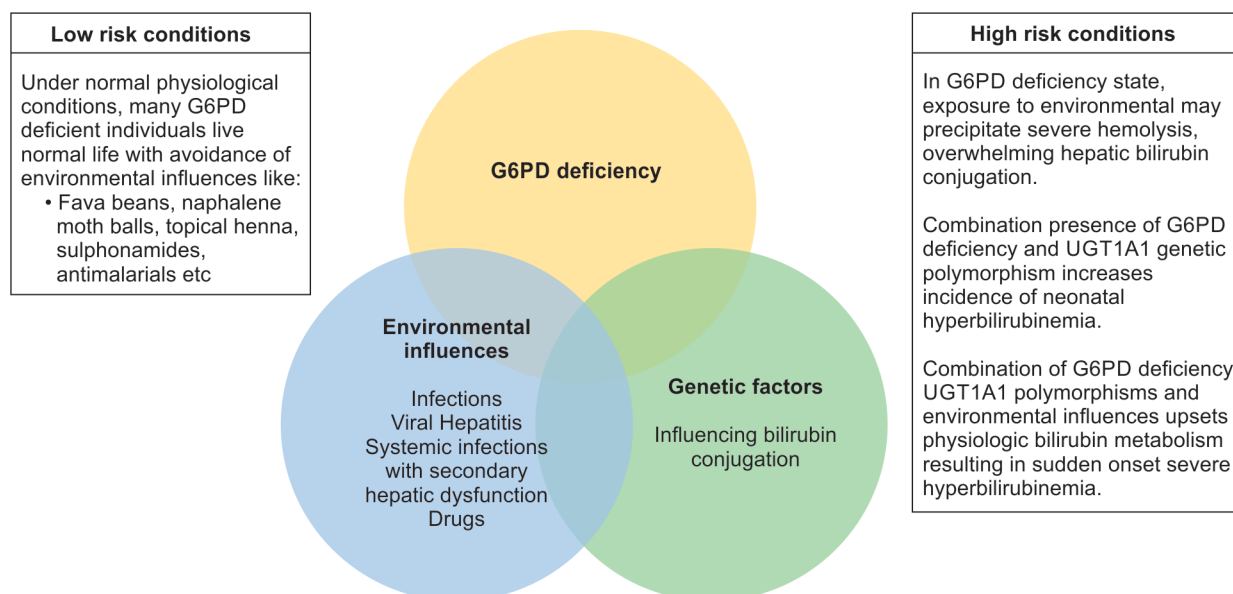 Low risk conditions
Under normal physiological
conditions, many G6PD
deficient individuals live
normal life with avoidance of
environmental influences like:
• Fava beans, naphalene
moth balls, topical henna,
sulphonamides,
antimalarials etc
G6PD deficiency
Environmental
influences
Infections
Viral Hepatitis
Systemic infections
with secondary
hepatic dysfunction
Drugs
Genetic factors
Influencing bilirubin
conjugation
High risk conditions
In G6PD deficiency state,
exposure to environmental may
precipitate severe hemolysis,
overwhelming hepatic bilirubin
conjugation.
Combination presence of G6PD
deficiency and UGT1A1 genetic
polymorphism increases
incidence of neonatal
hyperbilirubinemia.
Combination of G6PD deficiency
UGT1A1 polymorphisms and
environmental influences upsets
physiologic bilirubin metabolism
resulting in sudden onset severe
hyperbilirubinemia.